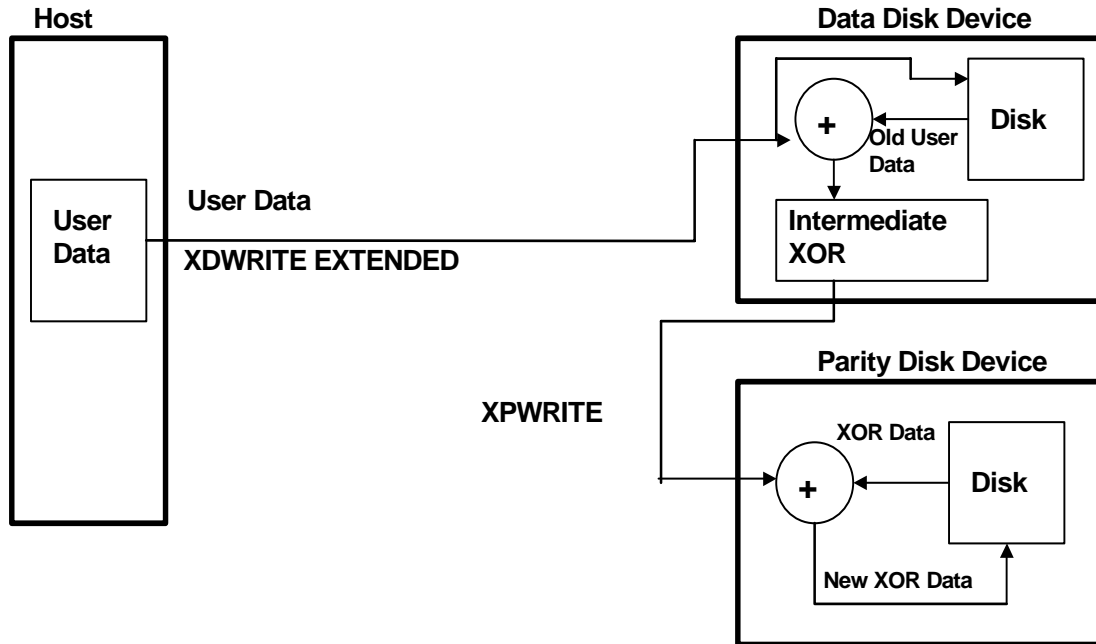 Host
Data Disk Device
User
Data
User Data
XDWRITE EXTENDED
+
Disk
Old User
Data
Intermediate
XOR
XPWRITE
Parity Disk Device
+
XOR Data
Disk
New XOR Data